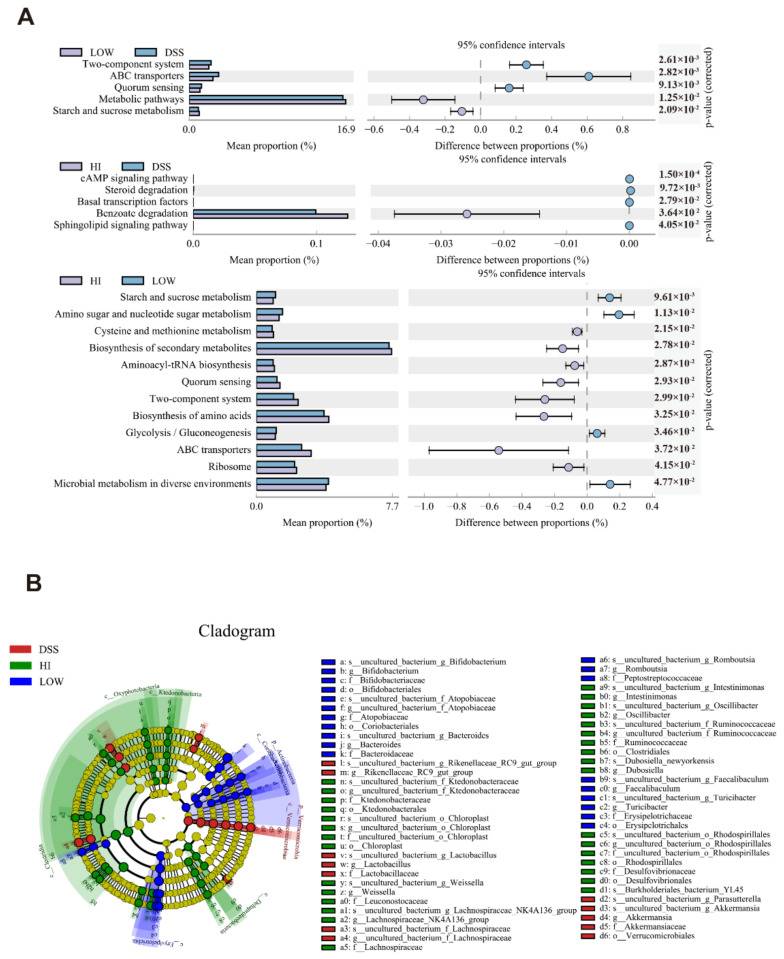 A
LOW DSS
95% confidence intervals
Two-component system 2.61×10-3
ABC transporters 2.82×10-3
Quorum sensing 9.13×10-3
Metabolic pathways 1.25×10-2
Starch and sucrose metabolism 2.09×10-2
p-value (corrected)
0.0 16.9 −0.6 −0.4 −0.2 0.0 0.2 0.4 0.6 0.8
Mean proportion (%) Difference between proportions (%)
HI DSS
95% confidence intervals
cAMP signaling pathway 1.50×10-4
Steroid degradation 9.72×10-3
Basal transcription factors 2.79×10-2
Benzoate degradation 3.64×10-2
Sphingolipid signaling pathway 4.05×10-2
p-value (corrected)
0.0 0.1 −0.04 −0.03 −0.02 −0.01 0.00
Mean proportion (%) Difference between proportions (%)
HI LOW
95% confidence intervals
Starch and sucrose metabolism 9.61×10-3
Amino sugar and nucleotide sugar metabolism 1.13×10-2
Cysteine and methionine metabolism 2.15×10-2
Biosynthesis of secondary metabolites 2.78×10-2
Aminoacyl-tRNA biosynthesis 2.87×10-2
Quorum sensing 2.93×10-2
Two-component system 2.99×10-2
Biosynthesis of amino acids 3.25×10-2
Glycolysis / Gluconeogenesis 3.46×10-2
ABC transporters 3.72×10-2
Ribosome 4.15×10-2
Microbial metabolism in diverse environments 4.77×10-2
p-value (corrected)
0.0 7.7 −1.0 −0.8 −0.6 −0.4 −0.2 0.0 0.2 0.4
Mean proportion (%) Difference between proportions (%)
B
Cladogram
DSS
HI
LOW
c__Oxyphotobacteria
c__Ktedonobacteria
p__Actinobacteria
p__Verrucomicrobia
c__Verrucomicrobiae
c__Deltaproteobacteria
c__Erysipelotrichia
c__Clostridia
a: s__uncultured_bacterium_g_Bifidobacterium
b: g__Bifidobacterium
c: f__Bifidobacteriaceae
d: o__Bifidobacteriales
e: s__uncultured_bacterium_f_Atopobiaceae
f: g__uncultured_bacterium_f_Atopobiaceae
g: f__Atopobiaceae
h: o__Coriobacteriales
i: s__uncultured_bacterium_g_Bacteroides
j: g__Bacteroides
k: f__Bacteroidaceae
l: s__uncultured_bacterium_g_Rikenellaceae_RC9_gut_group
m: g__Rikenellaceae_RC9_gut_group
n: s__uncultured_bacterium_f_Ktedonobacteraceae
o: g__uncultured_bacterium_f_Ktedonobacteraceae
p: f__Ktedonobacteraceae
q: o__Ktedonobacterales
r: s__uncultured_bacterium_o_Chloroplast
s: g__uncultured_bacterium_o_Chloroplast
t: f__uncultured_bacterium_o_Chloroplast
u: o__Chloroplast
v: s__uncultured_bacterium_g_Lactobacillus
w: g__Lactobacillus
x: f__Lactobacillaceae
y: s__uncultured_bacterium_g_Weissella
z: g__Weissella
a0: f__Leuconostocaceae
a1: s__uncultured_bacterium_g_Lachnospiraceae_NK4A136_group
a2: g__Lachnospiraceae_NK4A136_group
a3: s__uncultured_bacterium_f_Lachnospiraceae
a4: g__uncultured_bacterium_f_Lachnospiraceae
a5: f__Lachnospiraceae
a6: s__uncultured_bacterium_g_Romboutsia
a7: g__Romboutsia
a8: f__Peptostreptococcaceae
a9: s__uncultured_bacterium_g_Intestinimonas
b0: g__Intestinimonas
b1: s__uncultured_bacterium_g_Oscillibacter
b2: g__Oscillibacter
b3: s__uncultured_bacterium_f_Ruminococcaceae
b4: g__uncultured_bacterium_f_Ruminococcaceae
b5: f__Ruminococcaceae
b6: o__Clostridiales
b7: s__Dubosiella_newyorkensis
b8: g__Dubosiella
b9: s__uncultured_bacterium_g_Faecalibaculum
c0: g__Faecalibaculum
c1: s__uncultured_bacterium_g_Turicibacter
c2: g__Turicibacter
c3: f__Erysipelotrichaceae
c4: o__Erysipelotrichales
c5: s__uncultured_bacterium_o_Rhodospirillales
c6: g__uncultured_bacterium_o_Rhodospirillales
c7: f__uncultured_bacterium_o_Rhodospirillales
c8: o__Rhodospirillales
c9: f__Desulfovibrionaceae
d0: o__Desulfovibrionales
d1: s__Burkholderiales_bacterium_YL45
d2: s__uncultured_bacterium_g_Parasutterella
d3: s__uncultured_bacterium_g_Akkermansia
d4: g__Akkermansia
d5: f__Akkermansiaceae
d6: o__Verrucomicrobiales